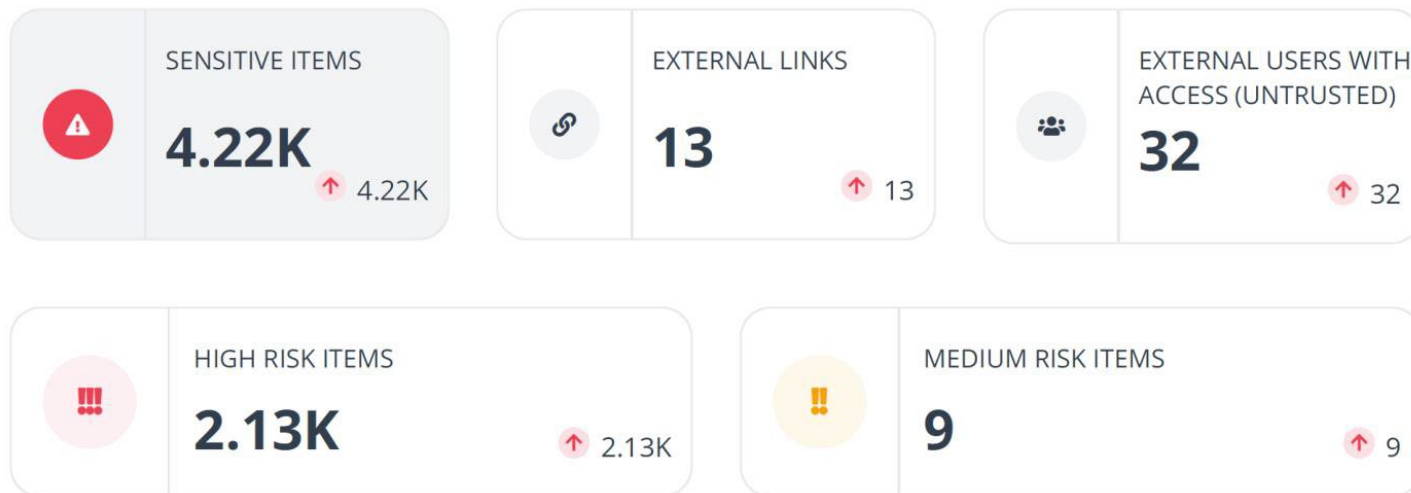 SENSITIVE ITEMS
4.22K
4.22K
EXTERNAL LINKS
13
13
EXTERNAL USERS WITH
ACCESS (UNTRUSTED)
32
32
HIGH RISK ITEMS
2.13K
2.13K
MEDIUM RISK ITEMS
9
9